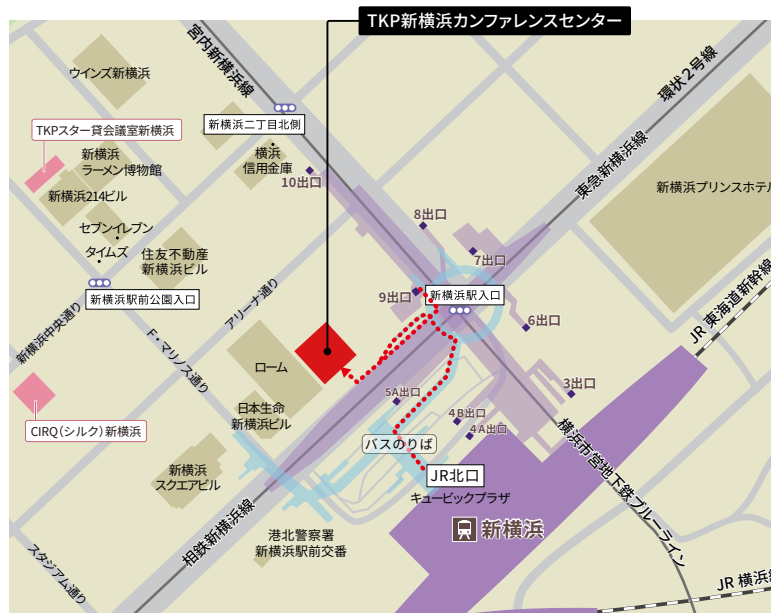 TKP新横浜カンファレンスセンター
宮内新横浜線
環状2号線
ウインズ新横浜
新横浜二丁目北側
TKPスター貸会議室新横浜
東急新横浜線
新横浜
ラーメン博物館
横浜
信用金庫
10出口
新横浜プリンスホテル
新横浜214ビル
8出口
セブンイレブン
タイムズ
住友不動産
新横浜ビル
7出口
新横浜駅前公園入口
9出口
新横浜駅入口
アリーナ通り
JR 東海道新幹線
新横浜中央通り
6出口
F・マリノス通り
ローム
3出口
5A出口
日本生命
新横浜ビル
4B出口
4A出口
CIRQ(シルク)新横浜
バスのりば
横浜市営地下鉄ブルーライン
新横浜
スクエアビル
JR北口
キュービックプラザ
新横浜
相鉄新横浜線
港北警察署
新横浜駅前交番
スタジアム通り
JR 横浜線